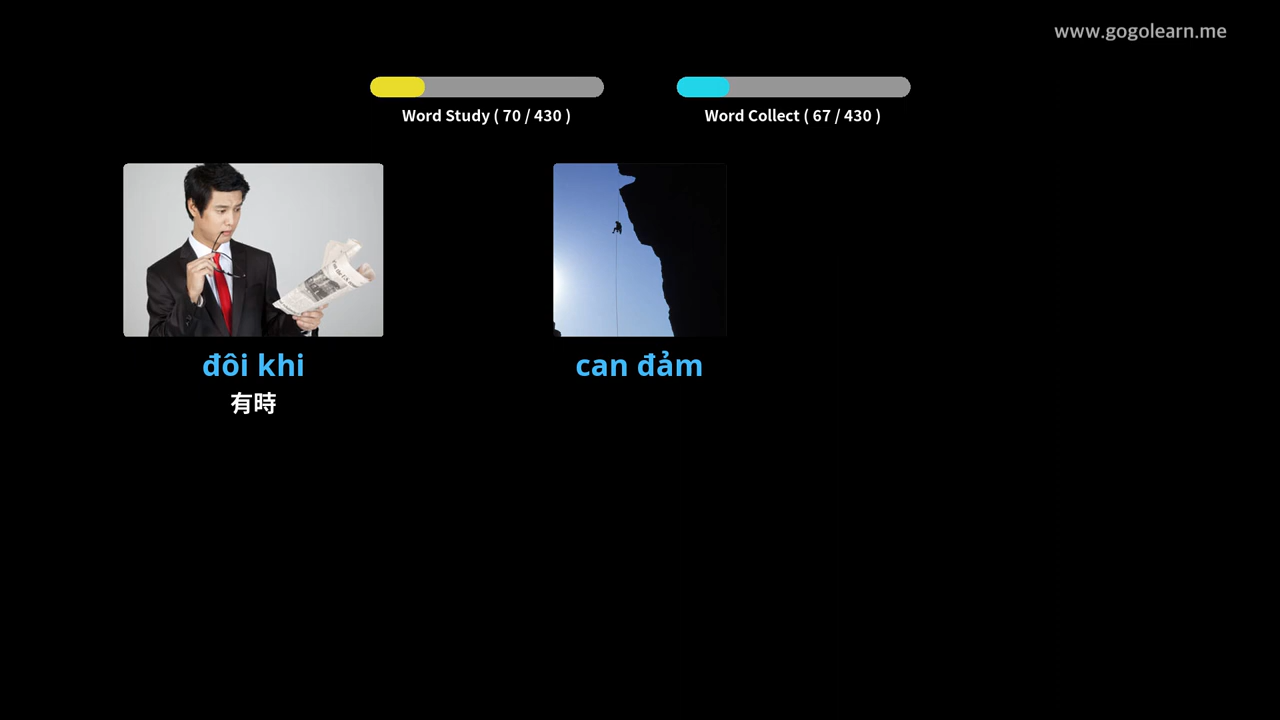 www.gogolearn.me
Word Study ( 70 / 430 )
Word Collect ( 67 / 430 )
đôi khi
有時
can đảm